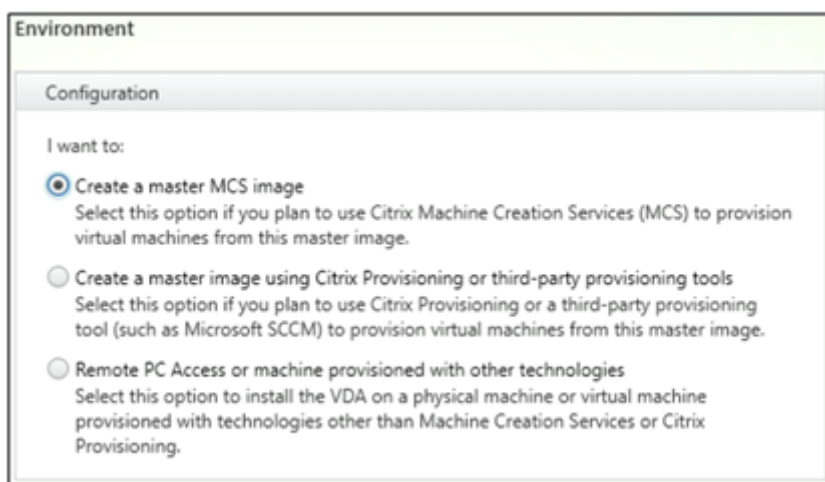 Environment
Configuration
I want to:
Create a master MCS image
Select this option if you plan to use Citrix Machine Creation Services (MCS) to provision
virtual machines from this master image.
Create a master image using Citrix Provisioning or third-party provisioning tools
Select this option if you plan to use Citrix Provisioning or a third-party provisioning
tool (such as Microsoft SCCM) to provision virtual machines from this master image.
Remote PC Access or machine provisioned with other technologies
Select this option to install the VDA on a physical machine or virtual machine
provisioned with technologies other than Machine Creation Services or Citrix
Provisioning.